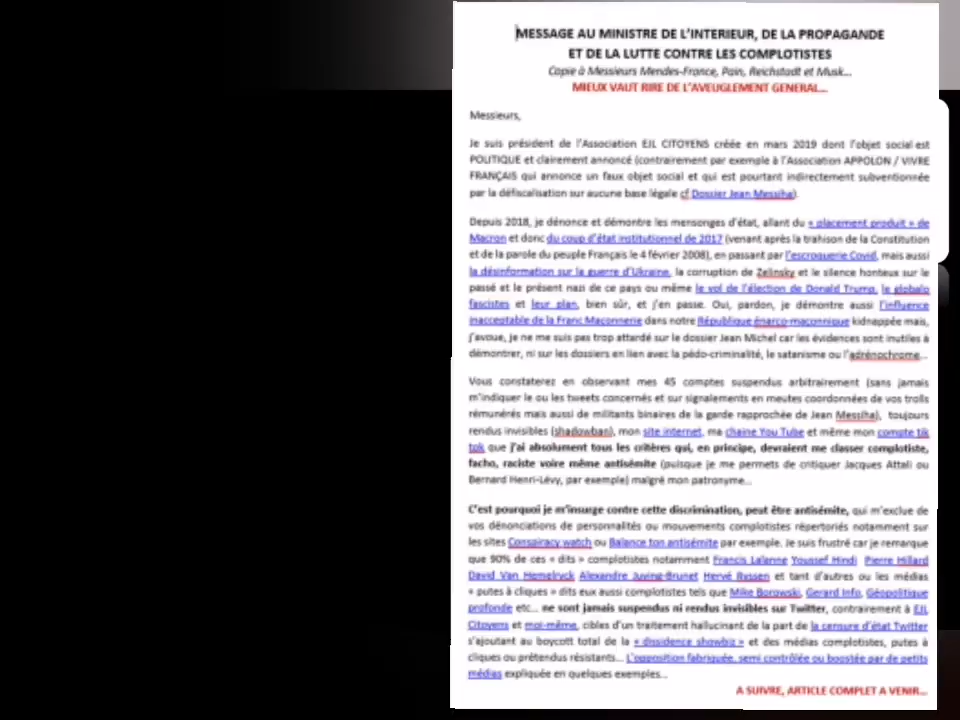 MESSAGE AU MINISTRE DE L'INTERIEUR, DE LA PROPAGANDE
ET DE LA LUTTE CONTRE LES COMPLOTISTES
Copie à Messieurs Mendes-France, Pain, Reichstadt et Musk...
MIEUX VAUT RIRE DE L'AVEUGLEMENT GENERAL...
Messieurs,
Je suis président de l'Association EJL CITOYENS créée en mars 2019 dont l'objet social est
POLITIQUE et clairement annoncé (contrairement par exemple à l'Association APPOLON / VIVRE
FRANÇAIS qui annonce un faux objet social et qui est pourtant indirectement subventionnée
par la défiscalisation sur aucune base légale cf Dossier Jean Messiha).
Depuis 2018, je dénonce et démontre les mensonges d'état, allant du « placement produit » de
Macron et donc du coup d'état institutionnel de 2017 (venant après la trahison de la Constitution
et de la parole du peuple Français le 4 février 2008), en passant par l'escroquerie Covid, mais aussi
la désinformation sur la guerre d'Ukraine, la corruption de Zelinsky et le silence honteux sur le
passé et le présent nazi de ce pays ou même le vol de l'élection de Donald Trump, le globalo
fascistes et leur plan, bien sûr, et j'en passe. Oui, pardon, je démontre aussi l'influence
inacceptable de la Franc Maçonnerie dans notre République énarco-maçonnique kidnappée mais,
j'avoue, je ne me suis pas trop attardé sur le dossier Jean Michel car les évidences sont inutiles à
démontrer, ni sur les dossiers en lien avec la pédo-criminalité, le satanisme ou l'adrénochrome...
Vous constaterez en observant mes 45 comptes suspendus arbitrairement (sans jamais
m'indiquer le ou les tweets concernés et sur signalements en meutes coordonnées de vos trolls
rémunérés mais aussi de militants binaires de la garde rapprochée de Jean Messiha), toujours
rendus invisibles (shadowban), mon site internet, ma chaine You Tube et même mon compte tik
tok que j'ai absolument tous les critères qui, en principe, devraient me classer complotiste,
facho, raciste voire même antisémite (puisque je me permets de critiquer Jacques Attali ou
Bernard Henri-Lévy, par exemple) malgré mon patronyme...
C'est pourquoi je m'insurge contre cette discrimination, peut être antisémite, qui m'exclue de
vos dénonciations de personnalités ou mouvements complotistes répertoriés notamment sur
les sites Conspiracy watch ou Balance ton antisémite par exemple. Je suis frustré car je remarque
que 90% de ces « dits » complotistes notamment Francis Lalanne Youssef Hindi Pierre Hillard
David Van Hemelryck Alexandre Juving-Brunet Hervé Ryssen et tant d'autres ou les médias
« putes à cliques » dits eux aussi complotistes tels que Mike Borowski, Gerard Info, Géopolitique
profonde etc... ne sont jamais suspendus ni rendus invisibles sur Twitter, contrairement à EJL
Citoyens et moi-même, cibles d'un traitement hallucinant de la part de la censure d'état Twitter
s'ajoutant au boycott total de la « dissidence showbiz » et des médias complotistes, putes à
cliques ou prétendus résistants... L'opposition fabriquée, semi contrôlée ou boostée par de petits
médias expliquée en quelques exemples...
A SUIVRE, ARTICLE COMPLET A VENIR...